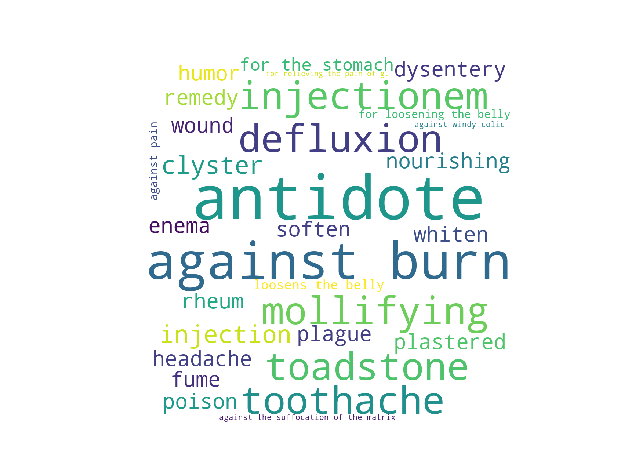 for the stomach
humor
for relieving the pain of g.
dysentery
remedy
injectionem
for loosening the belly
against pain
wound
defluxion
against windy calic
clyster
nourishing
antidote
enema
soften
whiten
against burn
loosens the belly
rheum
mollifying
injection
plague
plastered
headache
toadstone
fume
poison
toothache
against the suffocation of the matrix